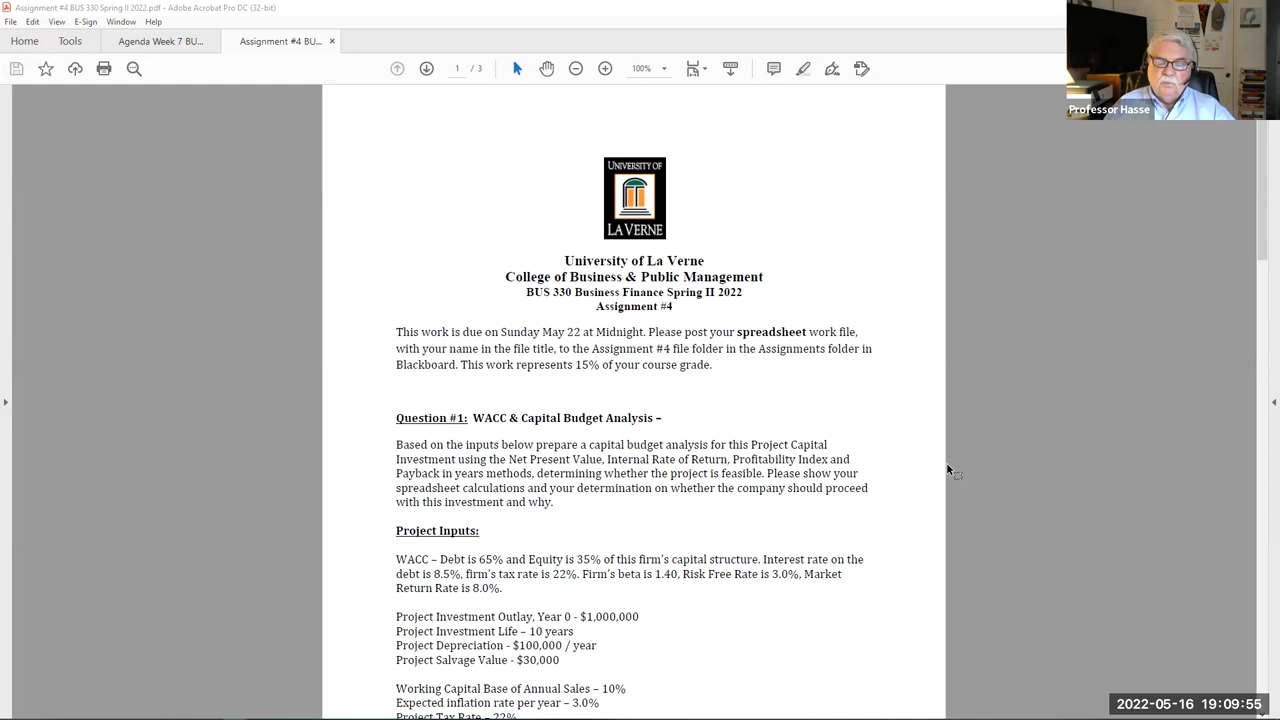 Assignment #4 BUS 330 Spring II 2022.pdf - Adobe Acrobat Pro DC (32-bit)
File Edit View E-Sign Window Help
Home Tools Agenda Week 7 BU... Assignment #4 BU... ×
1 / 3 100%
Professor Hasse
UNIVERSITY OF
LA VERNE
University of La Verne
College of Business & Public Management
BUS 330 Business Finance Spring II 2022
Assignment #4
This work is due on Sunday May 22 at Midnight. Please post your spreadsheet work file,
with your name in the file title, to the Assignment #4 file folder in the Assignments folder in
Blackboard. This work represents 15% of your course grade.
Question #1: WACC & Capital Budget Analysis –
Based on the inputs below prepare a capital budget analysis for this Project Capital
Investment using the Net Present Value, Internal Rate of Return, Profitability Index and
Payback in years methods, determining whether the project is feasible. Please show your
spreadsheet calculations and your determination on whether the company should proceed
with this investment and why.
Project Inputs:
WACC – Debt is 65% and Equity is 35% of this firm's capital structure. Interest rate on the
debt is 8.5%, firm's tax rate is 22%. Firm's beta is 1.40, Risk Free Rate is 3.0%, Market
Return Rate is 8.0%.
Project Investment Outlay, Year 0 - $1,000,000
Project Investment Life – 10 years
Project Depreciation - $100,000 / year
Project Salvage Value - $30,000
Working Capital Base of Annual Sales – 10%
Expected inflation rate per year – 3.0%
Project Tax Rate – 22%
2022-05-16 19:09:55